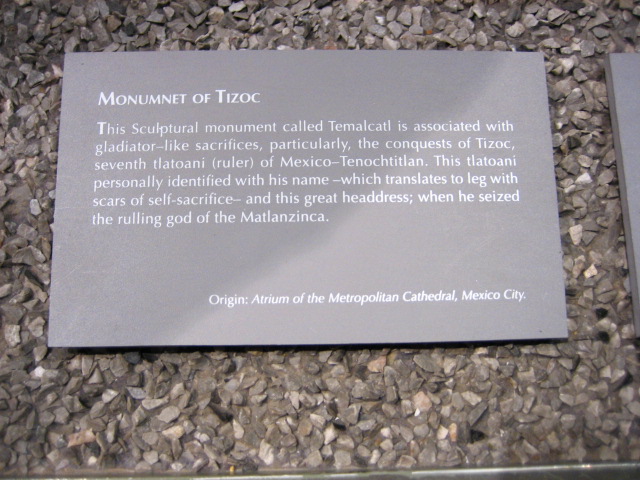 MONUMNET OF TIZOC
This Sculptural monument called Temalcatl is associated with
gladiator–like sacrifices, particularly, the conquests of Tizoc,
seventh tlatoani (ruler) of Mexico–Tenochtitlan. This tlatoani
personally identified with his name –which translates to leg with
scars of self-sacrifice– and this great headdress; when he seized
the rulling god of the Matlanzinca.
Origin: Atrium of the Metropolitan Cathedral, Mexico City.